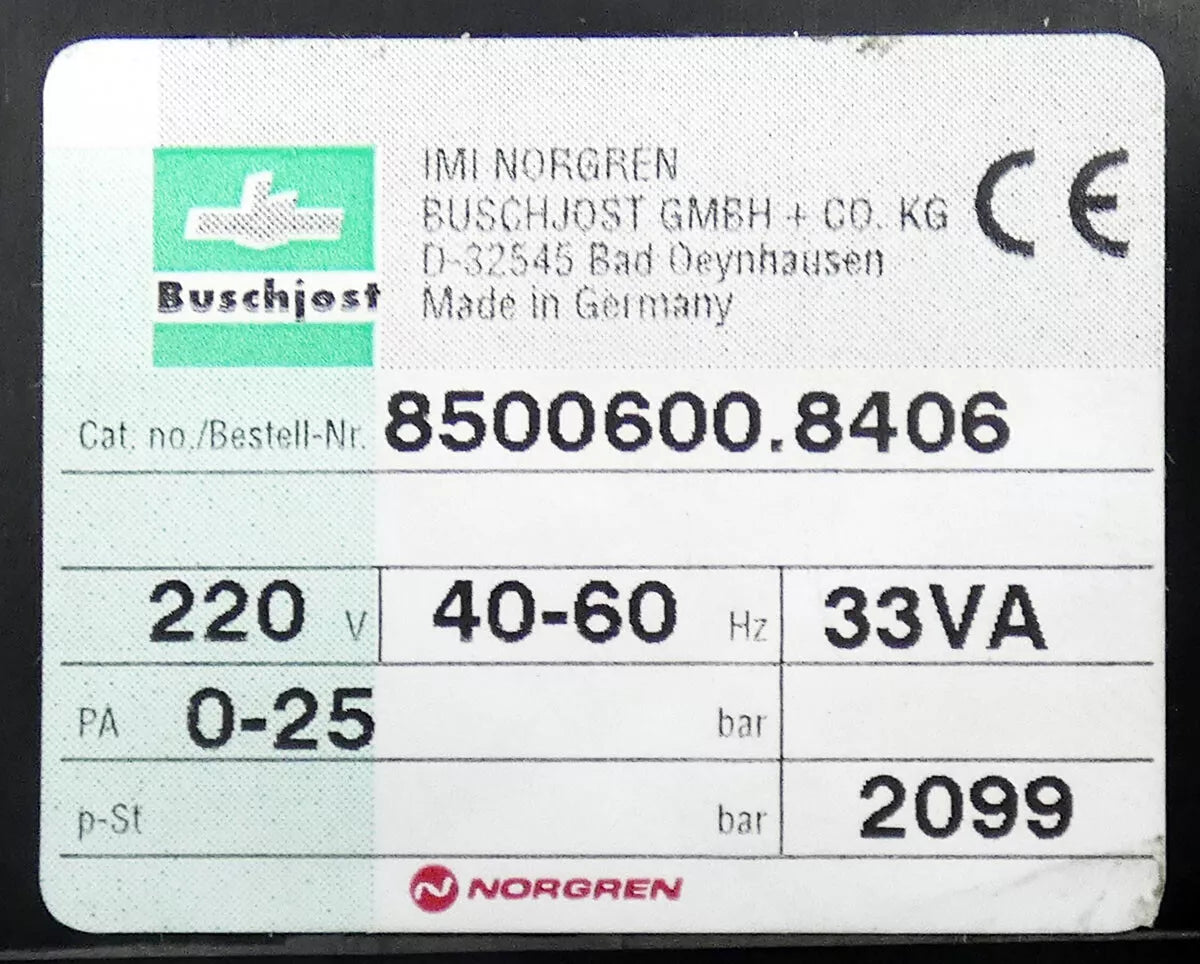 IMI NORGREN
BUSCHJOST GMBH + CO. KG
D-32545 Bad Oeynhausen
Made in Germany
CE
Buschjost
Cat. no./Bestell-Nr. 8500600.8406
220 V 40-60 Hz 33VA
PA 0-25 bar
p-St bar 2099
NORGREN